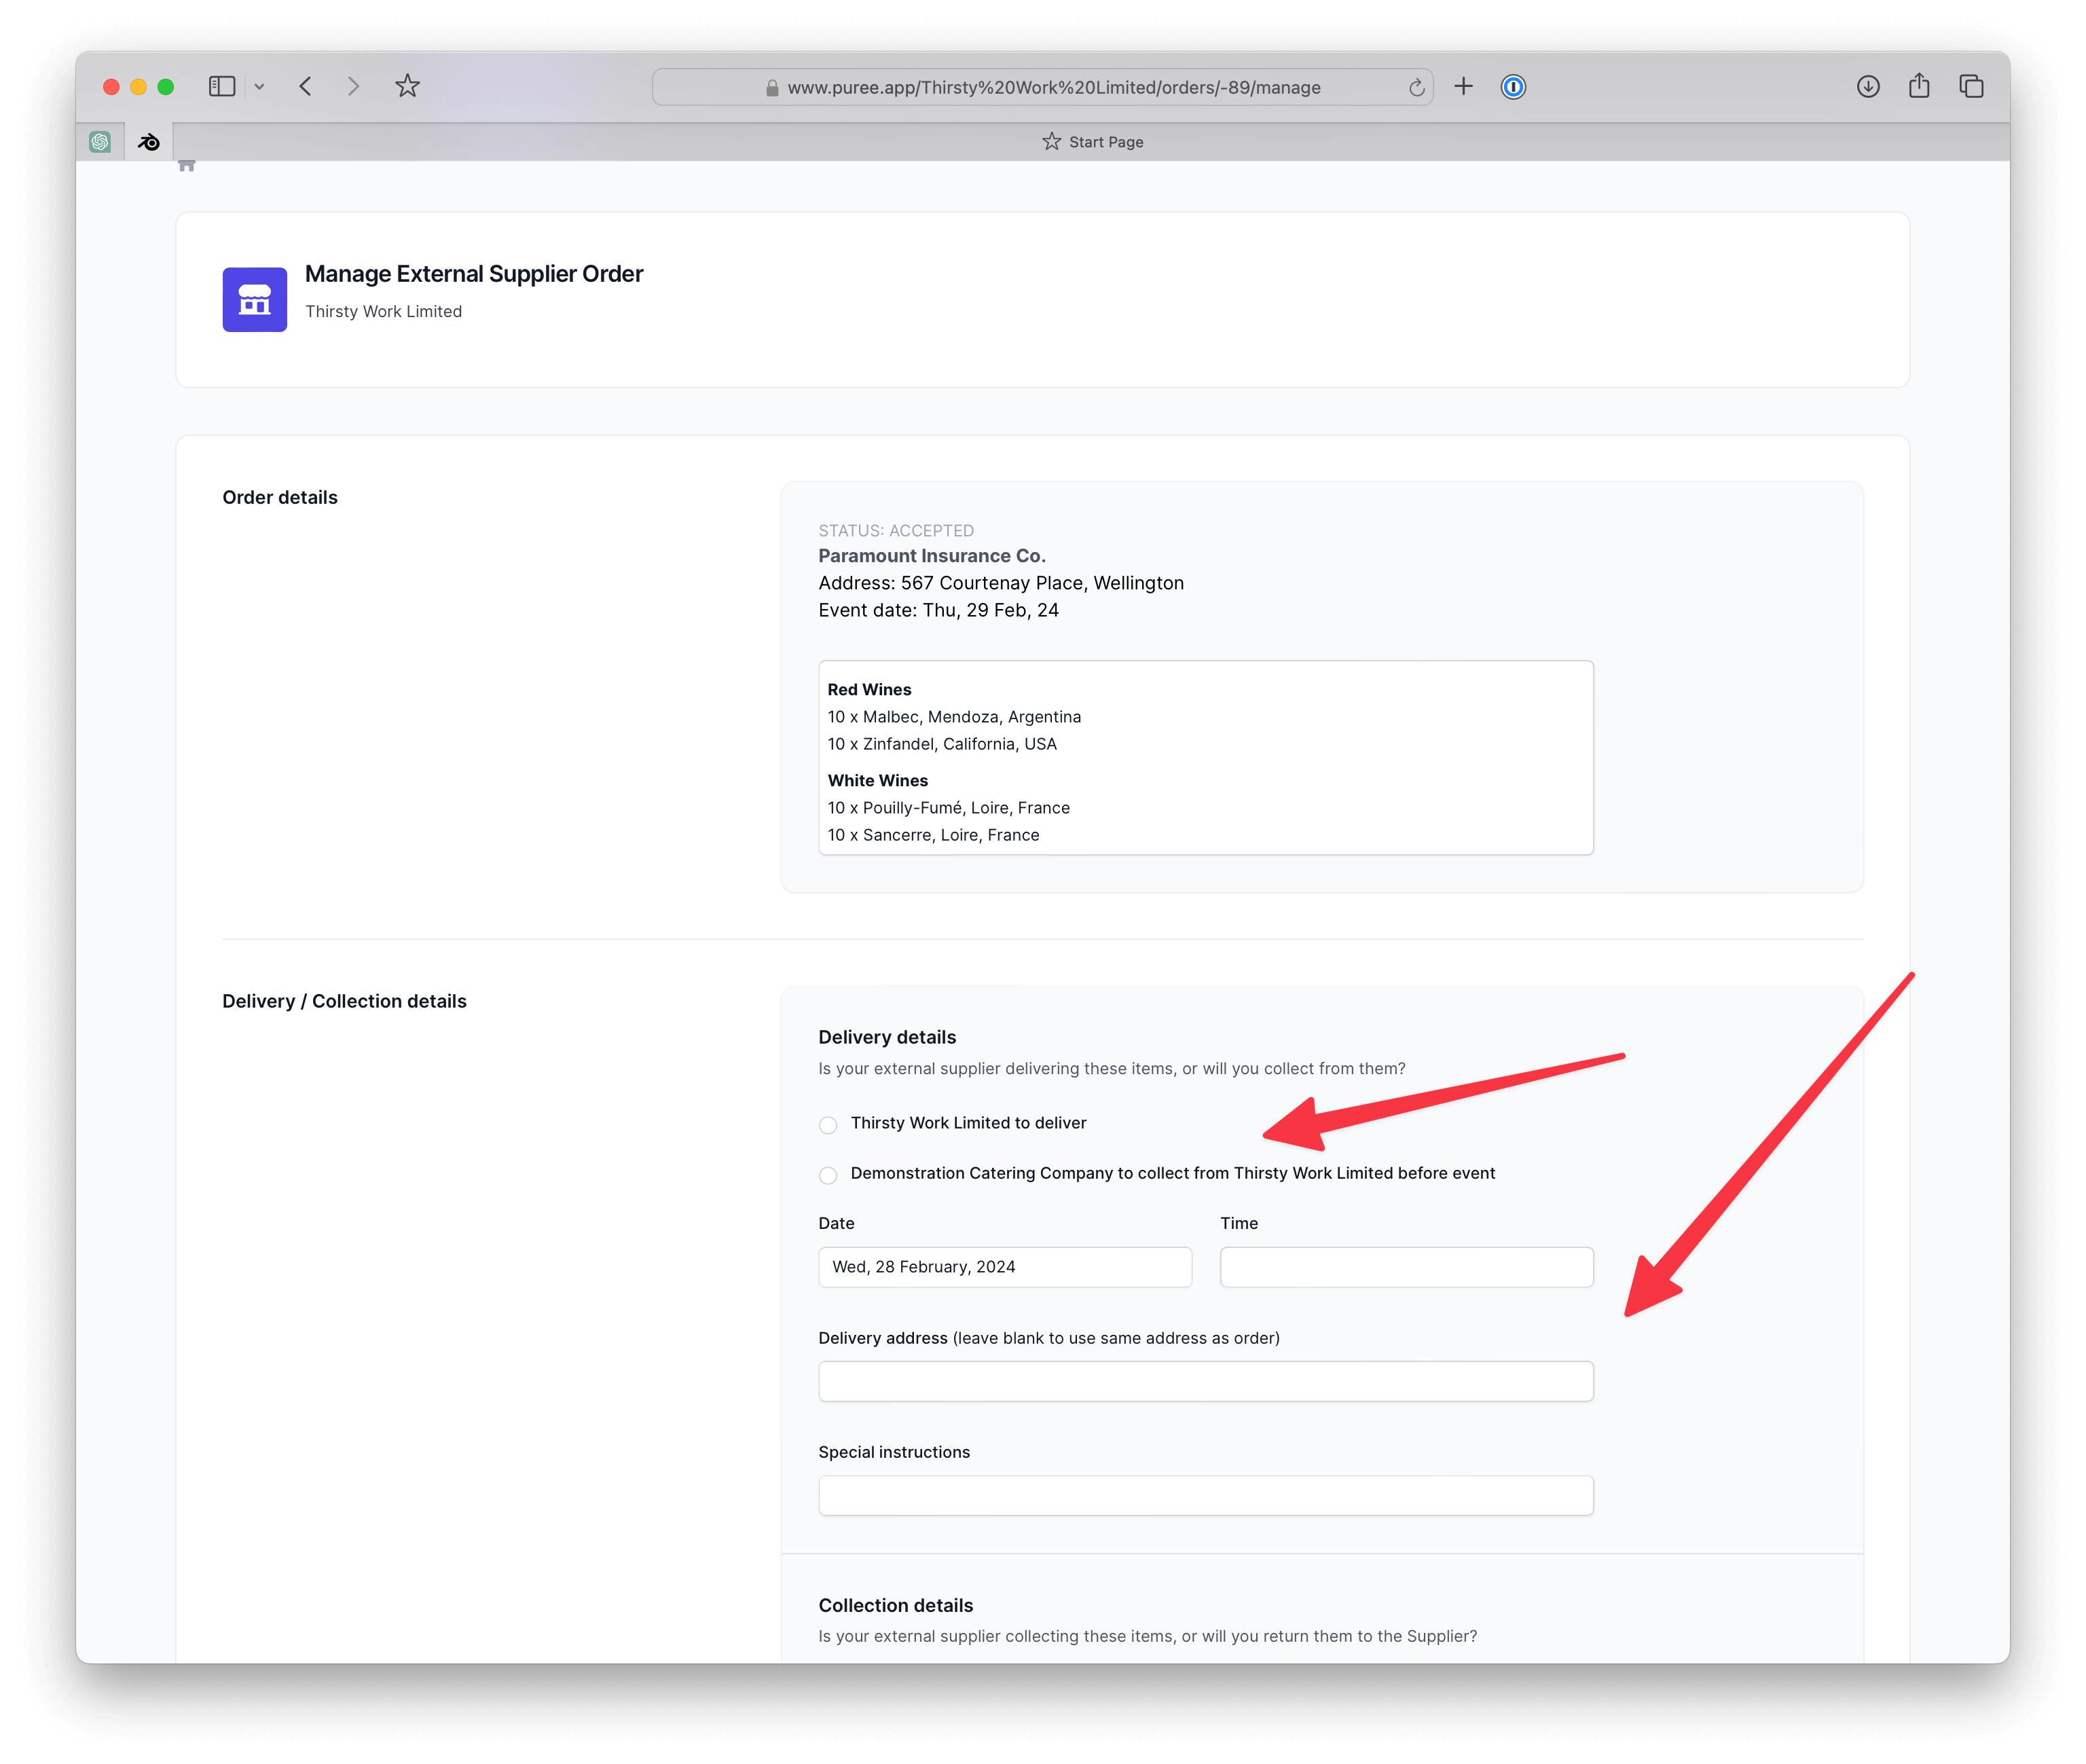 www.puree.app/Thirsty%20Work%20Limited/orders/-89/manage
Start Page
Manage External Supplier Order
Thirsty Work Limited
Order details
STATUS: ACCEPTED
Paramount Insurance Co.
Address: 567 Courtenay Place, Wellington
Event date: Thu, 29 Feb, 24
Red Wines
10 x Malbec, Mendoza, Argentina
10 x Zinfandel, California, USA
White Wines
10 x Pouilly-Fumé, Loire, France
10 x Sancerre, Loire, France
Delivery / Collection details
Delivery details
Is your external supplier delivering these items, or will you collect from them?
Thirsty Work Limited to deliver
Demonstration Catering Company to collect from Thirsty Work Limited before event
Date Time
Wed, 28 February, 2024
Delivery address (leave blank to use same address as order)
Special instructions
Collection details
Is your external supplier collecting these items, or will you return them to the Supplier?